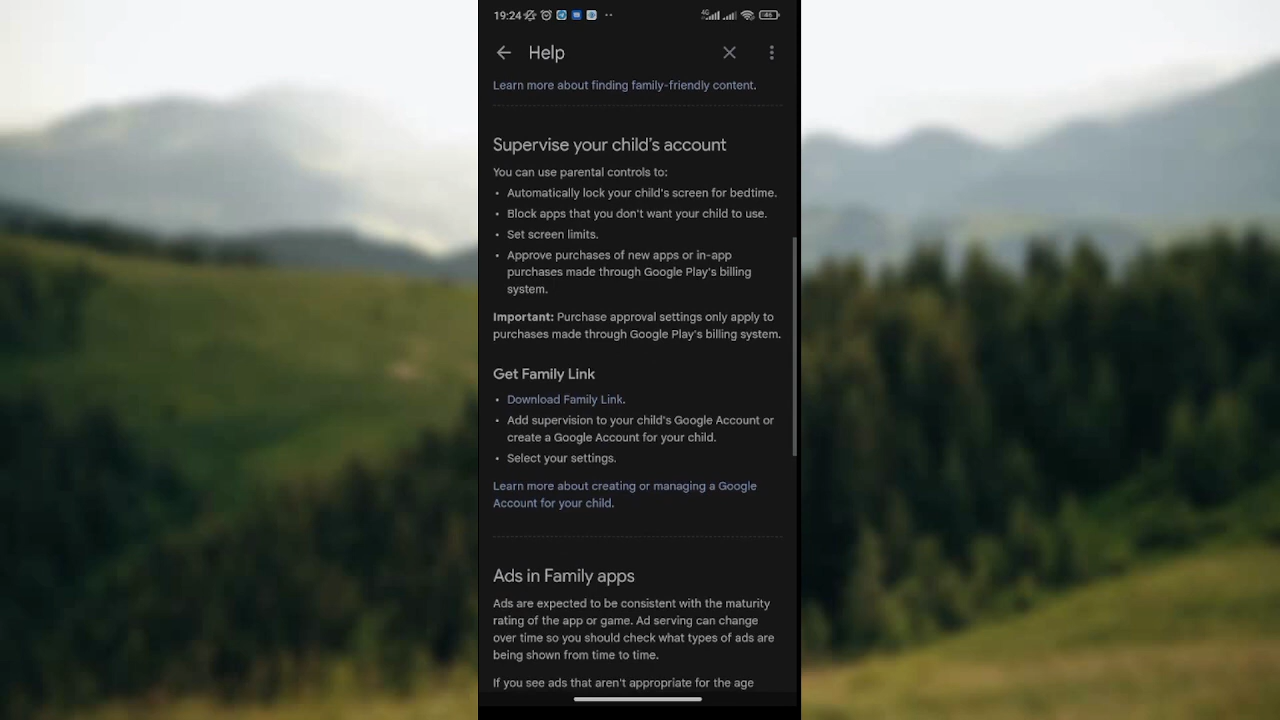 19:24
4G
46
Help
Learn more about finding family-friendly content.
Supervise your child's account
You can use parental controls to:
• Automatically lock your child's screen for bedtime.
• Block apps that you don't want your child to use.
• Set screen limits.
• Approve purchases of new apps or in-app
purchases made through Google Play's billing
system.
Important: Purchase approval settings only apply to
purchases made through Google Play's billing system.
Get Family Link
• Download Family Link.
• Add supervision to your child's Google Account or
create a Google Account for your child.
• Select your settings.
Learn more about creating or managing a Google
Account for your child.
Ads in Family apps
Ads are expected to be consistent with the maturity
rating of the app or game. Ad serving can change
over time so you should check what types of ads are
being shown from time to time.
If you see ads that aren't appropriate for the age